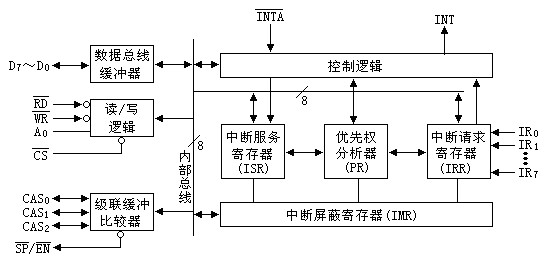 INTA
INT
D7～D0
数据总线
缓冲器
控制逻辑
8
RD
WR
A0
CS
读/写
逻辑
8
内部总线
中断服务
寄存器
(ISR)
优先权
分析器
(PR)
中断请求
寄存器
(IRR)
IR0
IR1
IR7
CAS0
CAS1
CAS2
级联缓冲
比较器
中断屏蔽寄存器(IMR)
SP/EN